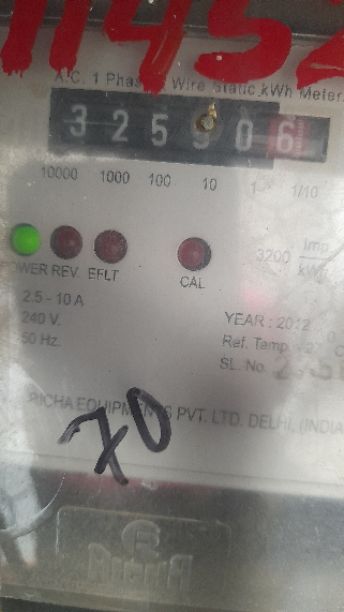 11452
A.C. 1 Phase Wire Static kWh Meter
3 2 5 9 0 6
10000 1000 100 10 1 1/10
3200 Imp
kWh
POWER REV. EFLT CAL
2.5 - 10 A
240 V.
50 Hz.
YEAR : 2012
Ref. Temp
SL. No.
RICHA EQUIPMENTS PVT. LTD. DELHI, (INDIA
70